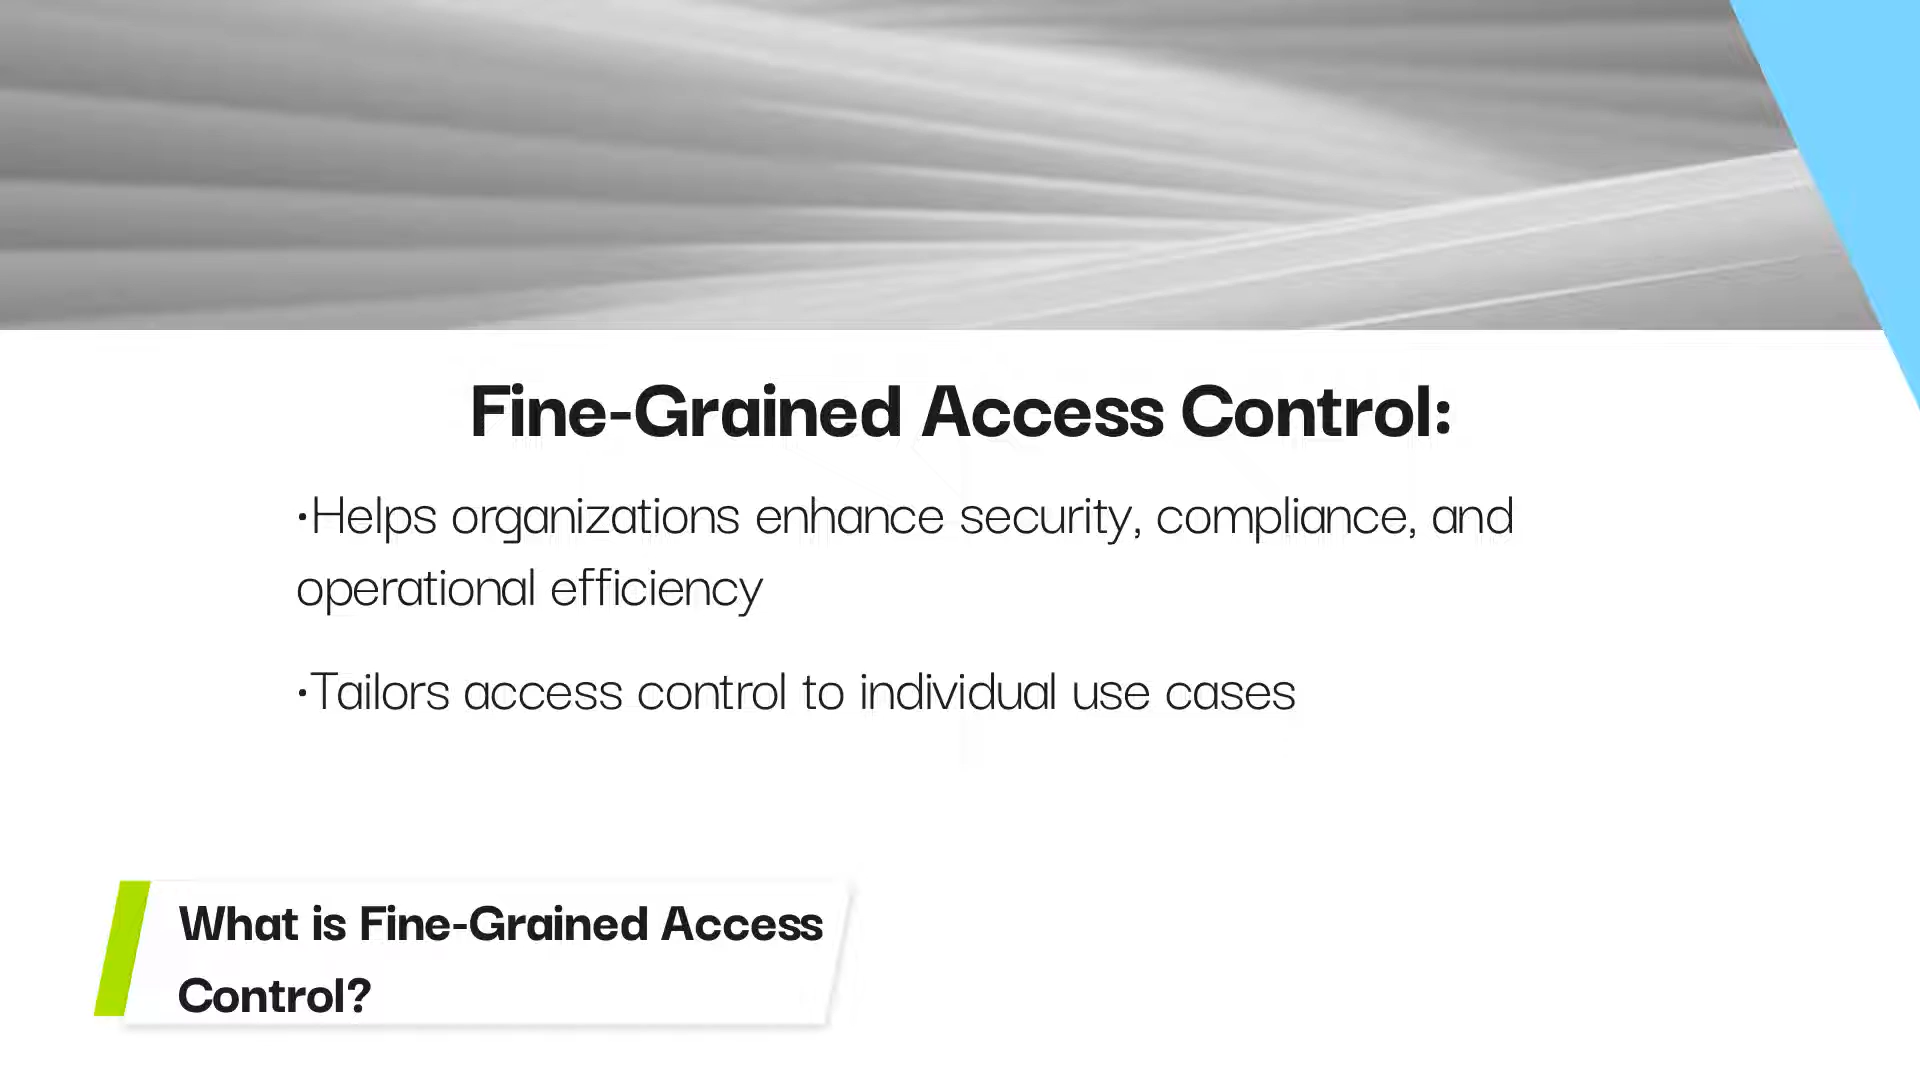 Fine-Grained Access Control:
•Helps organizations enhance security, compliance, and
operational efficiency
•Tailors access control to individual use cases
What is Fine-Grained Access
Control?